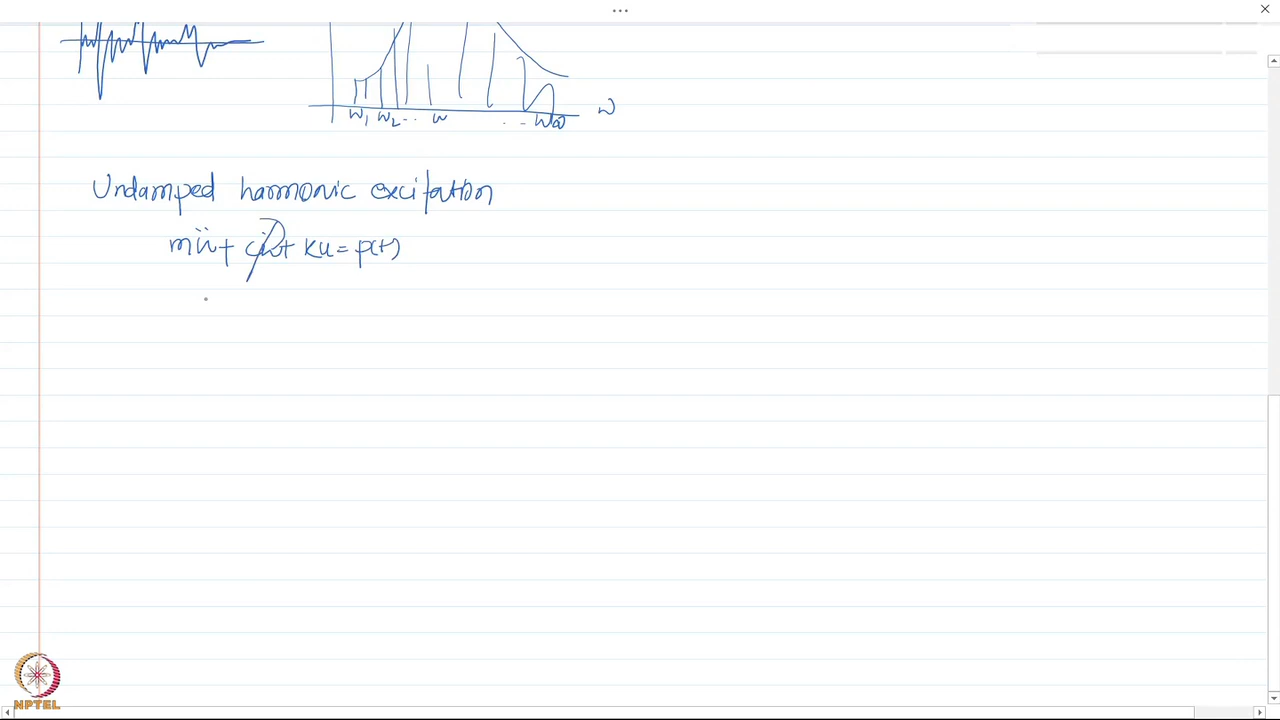 ω₁ ω₂ .. ω .. ω∞ ω
Undamped harmonic excitation
mü + cu̇ + ku = p(t)
NPTEL